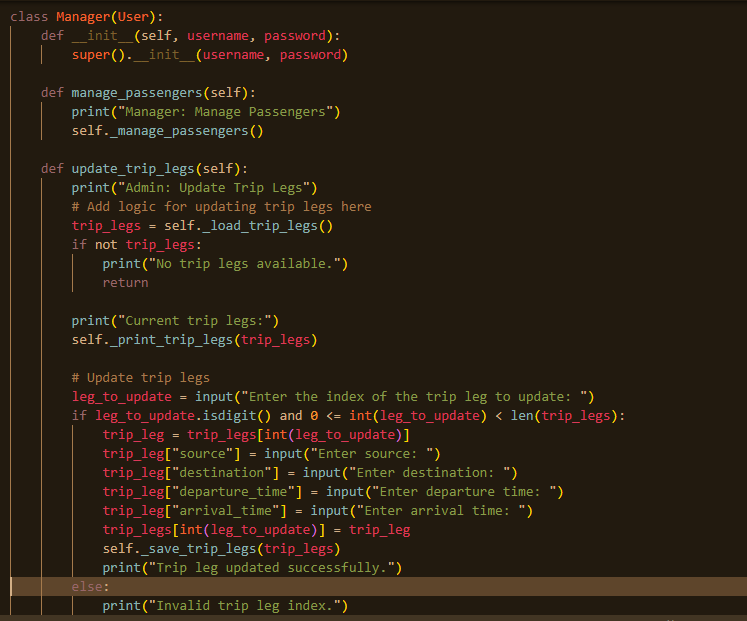 class Manager(User):
    def __init__(self, username, password):
        super().__init__(username, password)

    def manage_passengers(self):
        print("Manager: Manage Passengers")
        self._manage_passengers()

    def update_trip_legs(self):
        print("Admin: Update Trip Legs")
        # Add logic for updating trip legs here
        trip_legs = self._load_trip_legs()
        if not trip_legs:
            print("No trip legs available.")
            return

        print("Current trip legs:")
        self._print_trip_legs(trip_legs)

        # Update trip legs
        leg_to_update = input("Enter the index of the trip leg to update: ")
        if leg_to_update.isdigit() and 0 <= int(leg_to_update) < len(trip_legs):
            trip_leg = trip_legs[int(leg_to_update)]
            trip_leg["source"] = input("Enter source: ")
            trip_leg["destination"] = input("Enter destination: ")
            trip_leg["departure_time"] = input("Enter departure time: ")
            trip_leg["arrival_time"] = input("Enter arrival time: ")
            trip_legs[int(leg_to_update)] = trip_leg
            self._save_trip_legs(trip_legs)
            print("Trip leg updated successfully.")
        else:
            print("Invalid trip leg index.")